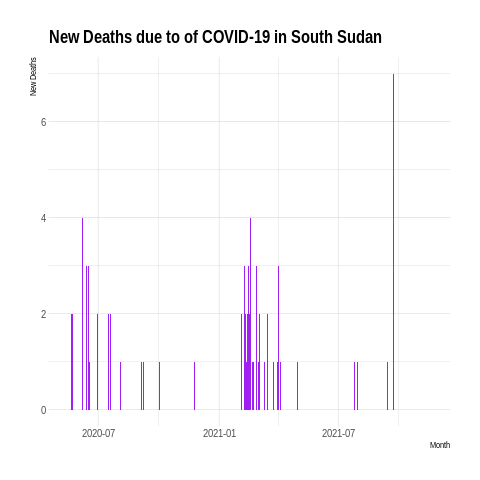 New Deaths due to of COVID-19 in South Sudan
New Deaths
6
4
2
0
2020-07
2021-01
2021-07
Month